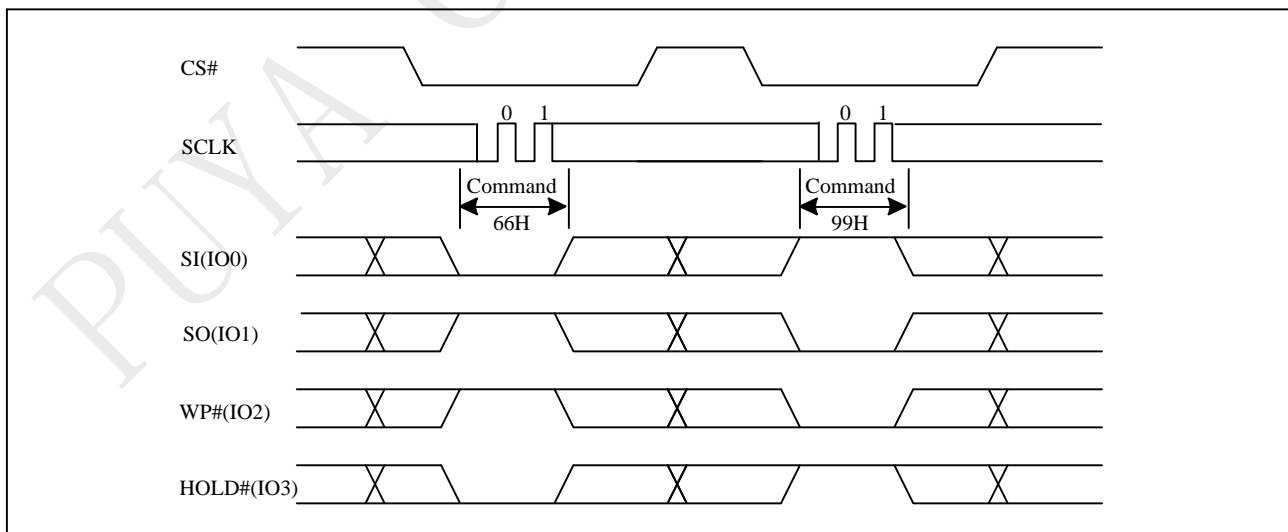 PUYA
CS#
0 1 0 1
SCLK
Command Command
66H 99H
SI(IO0)
SO(IO1)
WP#(IO2)
HOLD#(IO3)